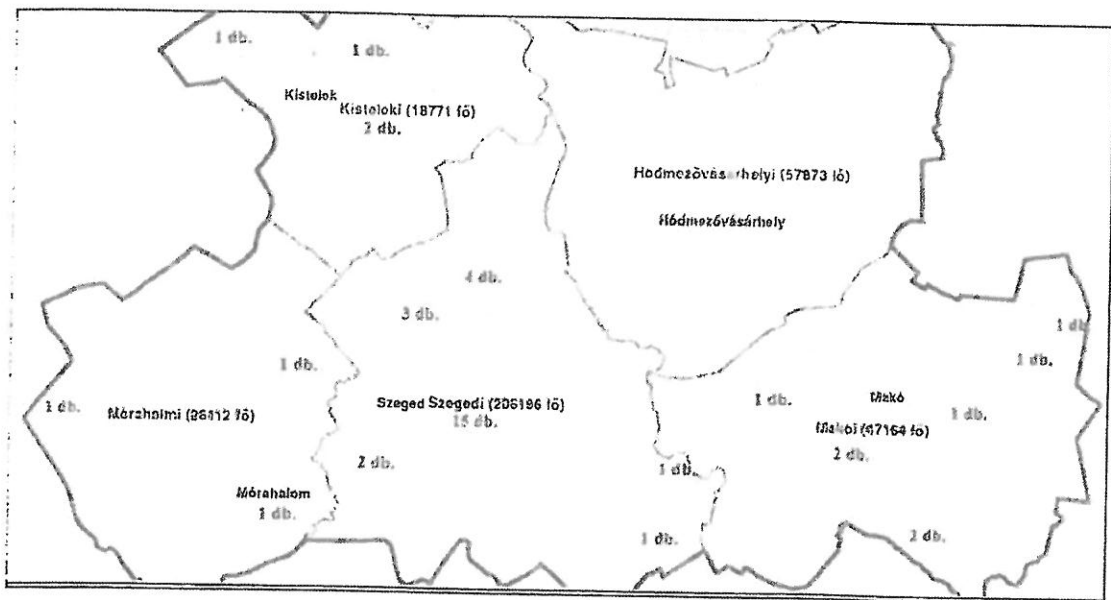 1 db.
1 db.
Kistelek
Kisteleki (18771 fő)
2 db.
Hódmezővásárhelyi (57873 fő)
Hódmezővásárhely
4 db.
3 db.
1 db
1 db.
1 db.
1 db.
Mórahalmi (28412 fő)
Szeged Szegedi (206196 fő)
15 db.
1 db.
Makó
1 db.
Makói (47164 fő)
2 db.
2 db.
1 db.
Mórahalom
1 db.
1 db.
2 db.